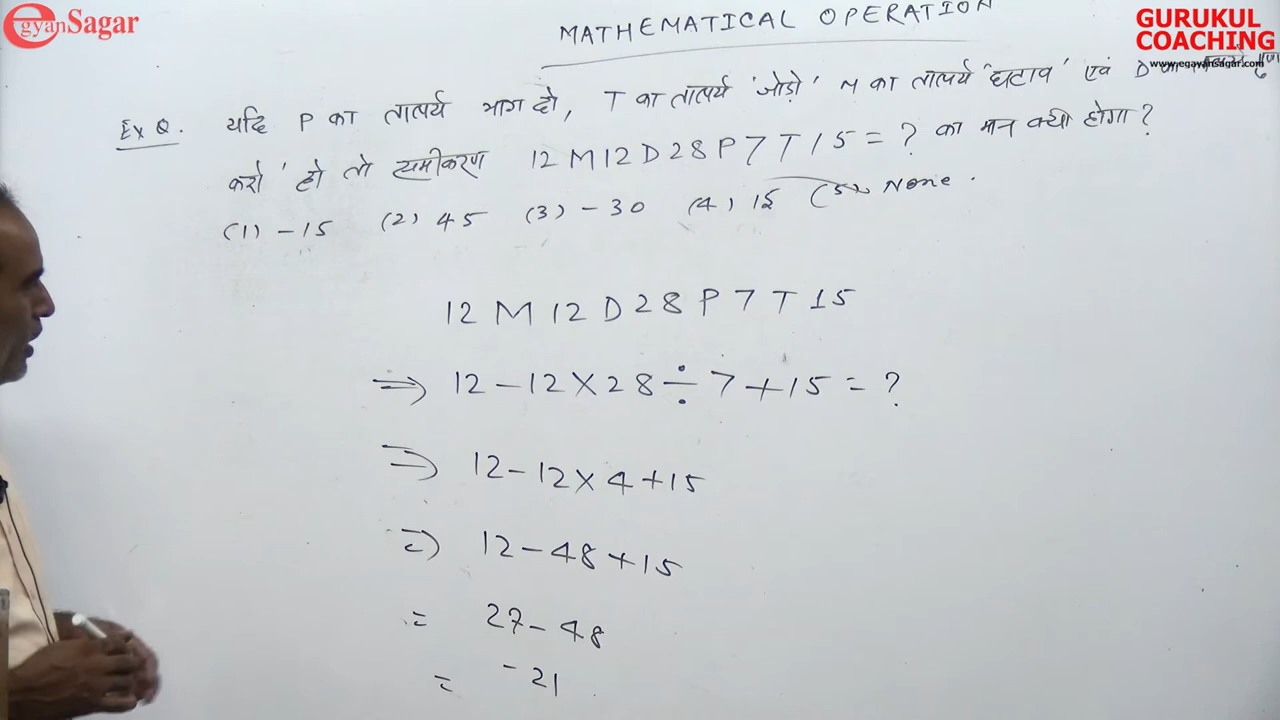 egyanSagar
MATHEMATICAL OPERATION
GURUKUL
COACHING
www.egayansagar.com
Ex Q. यदि P का तात्पर्य भाग दो, T का तात्पर्य 'जोड़ो' M का तात्पर्य 'घटाव' एवं D
करो' हो तो समीकरण 12 M 12 D 28 P 7 T 15 = ? का मान क्या होगा?
(1) -15 (2) 45 (3) -30 (4) 15 (5) None.
12 M 12 D 28 P 7 T 15
⇒ 12 - 12 × 28 ÷ 7 + 15 = ?
⇒ 12 - 12 × 4 + 15
⇒ 12 - 48 + 15
= 27 - 48
= -21